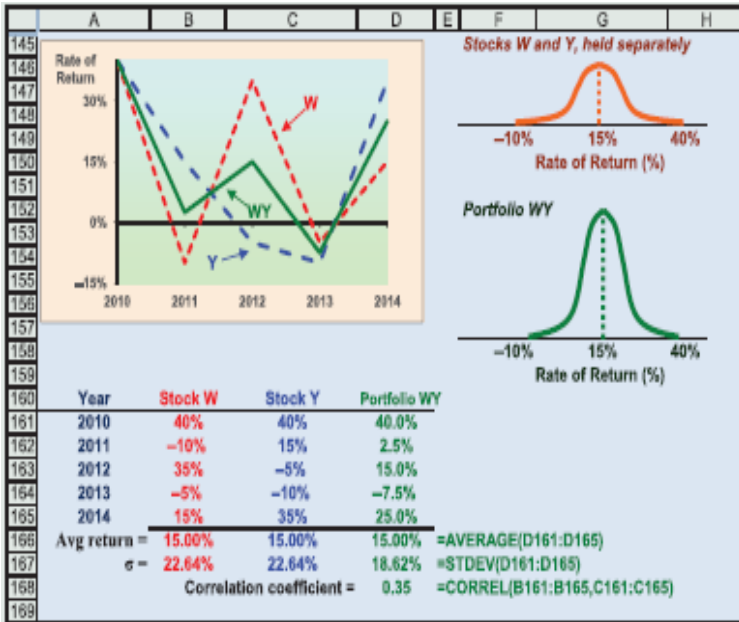 A B C D E F G H
145 Stocks W and Y, held separately
146 Rate of
Return
147 30%
W
148
149 –10% 15% 40%
150 15% Rate of Return (%)
151
152 WY Portfolio WY
153 0%
154 Y
155 –15%
156 2010 2011 2012 2013 2014
157
158 –10% 15% 40%
159 Rate of Return (%)
160 Year Stock W Stock Y Portfolio WY
161 2010 40% 40% 40.0%
162 2011 –10% 15% 2.5%
163 2012 35% –5% 15.0%
164 2013 –5% –10% –7.5%
165 2014 15% 35% 25.0%
166 Avg return = 15.00% 15.00% 15.00% =AVERAGE(D161:D165)
167 σ = 22.64% 22.64% 18.62% =STDEV(D161:D165)
168 Correlation coefficient = 0.35 =CORREL(B161:B165,C161:C165)
169